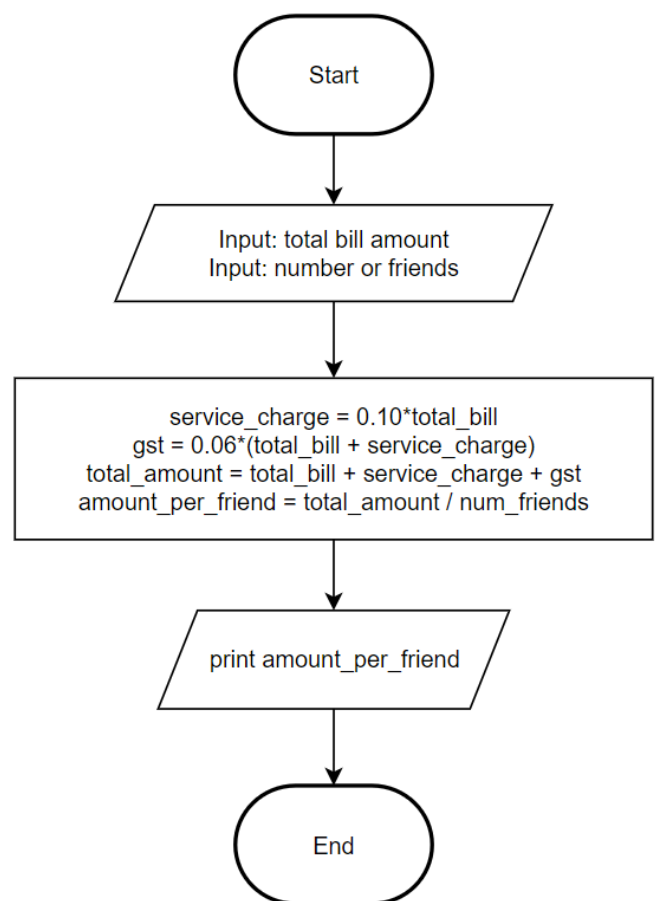 Start
Input: total bill amount
Input: number or friends
service_charge = 0.10*total_bill
gst = 0.06*(total_bill + service_charge)
total_amount = total_bill + service_charge + gst
amount_per_friend = total_amount / num_friends
print amount_per_friend
End